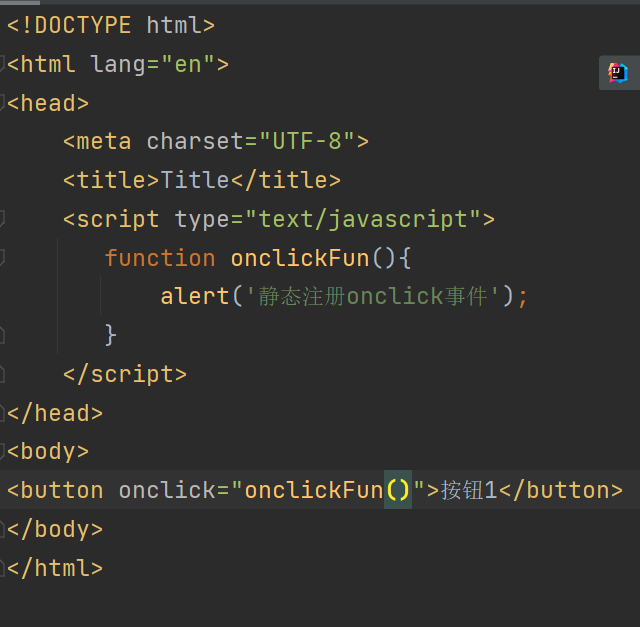 <!DOCTYPE html>
<html lang="en">
<head>
    <meta charset="UTF-8">
    <title>Title</title>
    <script type="text/javascript">
       function onclickFun(){
           alert('静态注册onclick事件');
       }
    </script>
</head>
<body>
<button onclick="onclickFun()">按钮1</button>
</body>
</html>